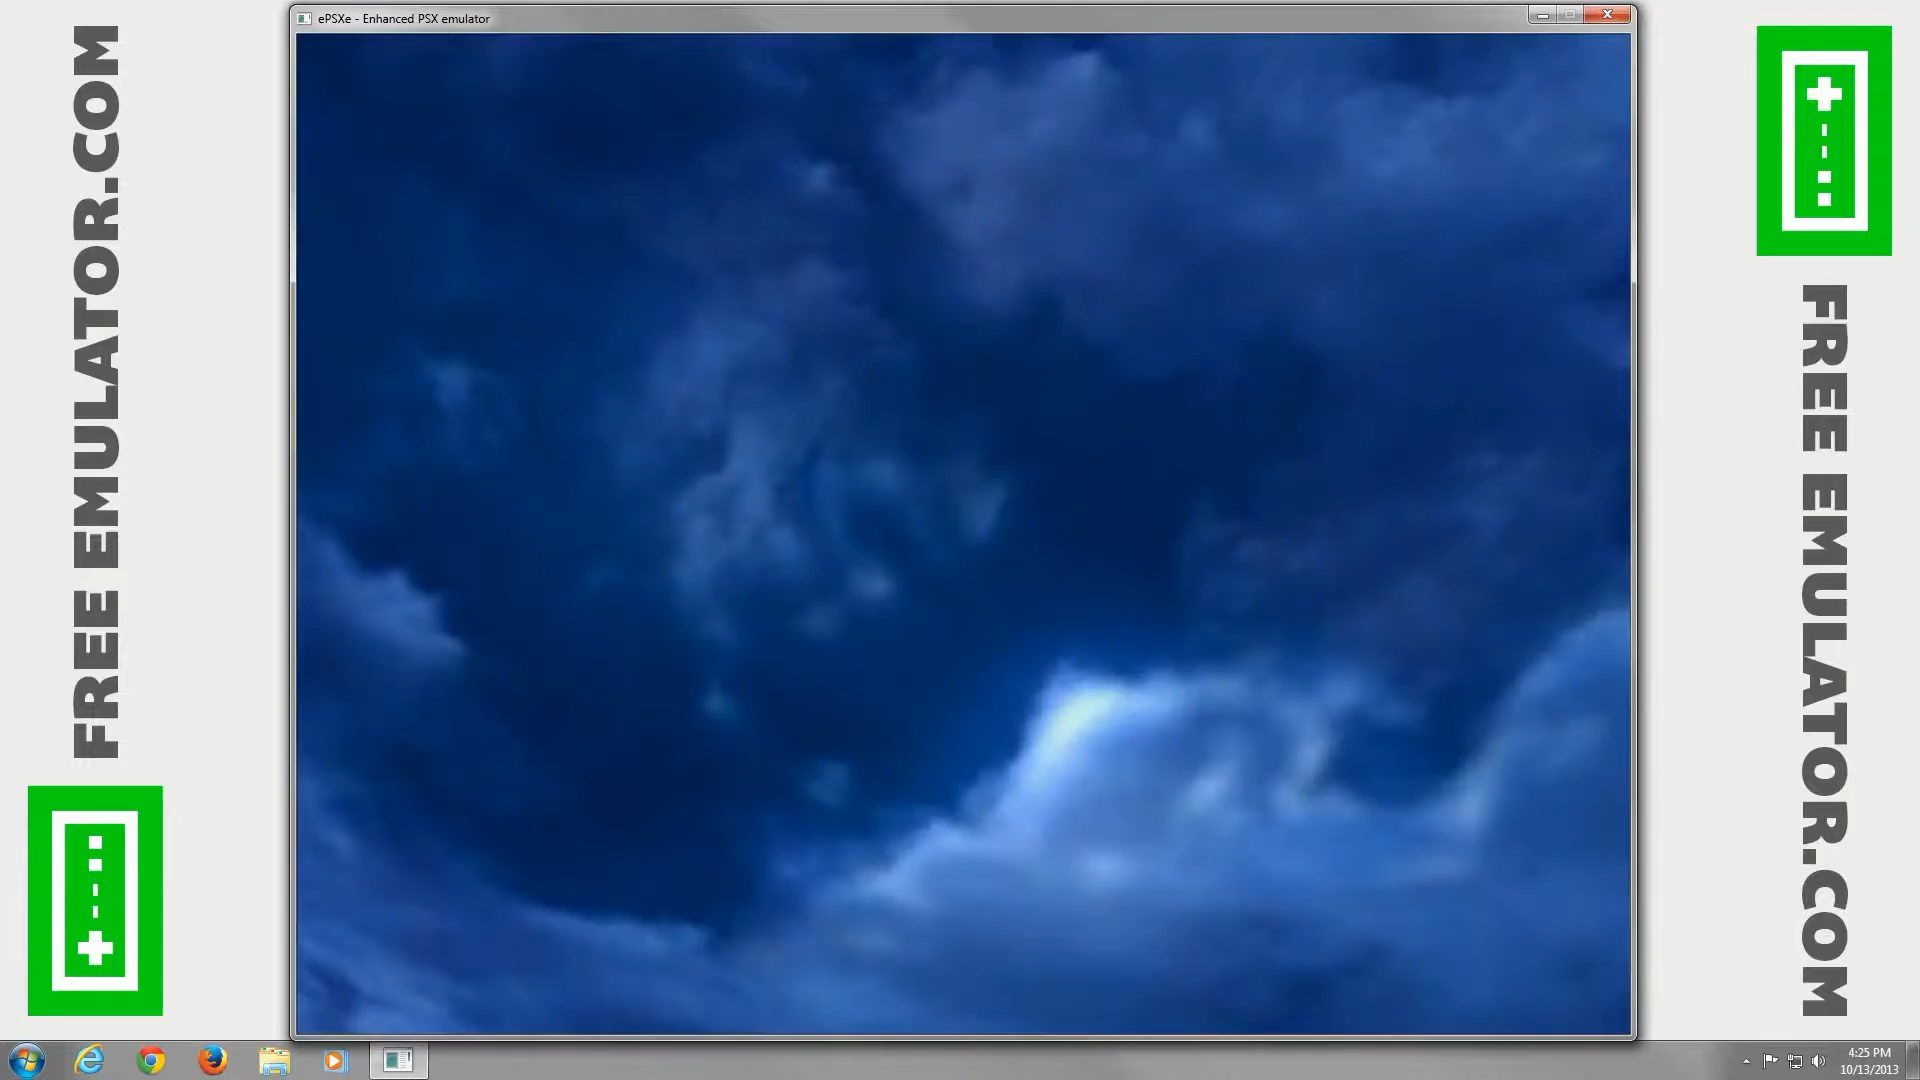 ePSXe - Enhanced PSX emulator
FREE EMULATOR.COM
FREE EMULATOR.COM
4:25 PM
10/13/2013